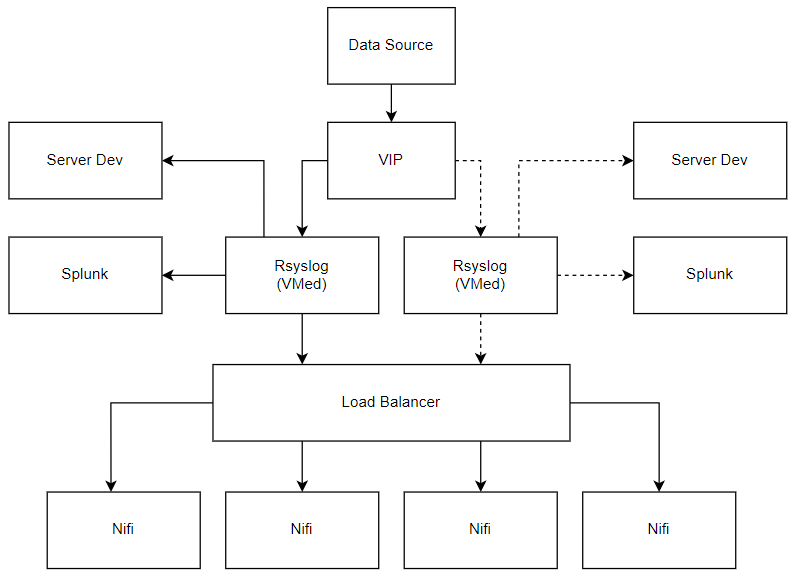 Data Source
Server Dev
VIP
Server Dev
Splunk
Rsyslog
(VMed)
Rsyslog
(VMed)
Splunk
Load Balancer
Nifi
Nifi
Nifi
Nifi